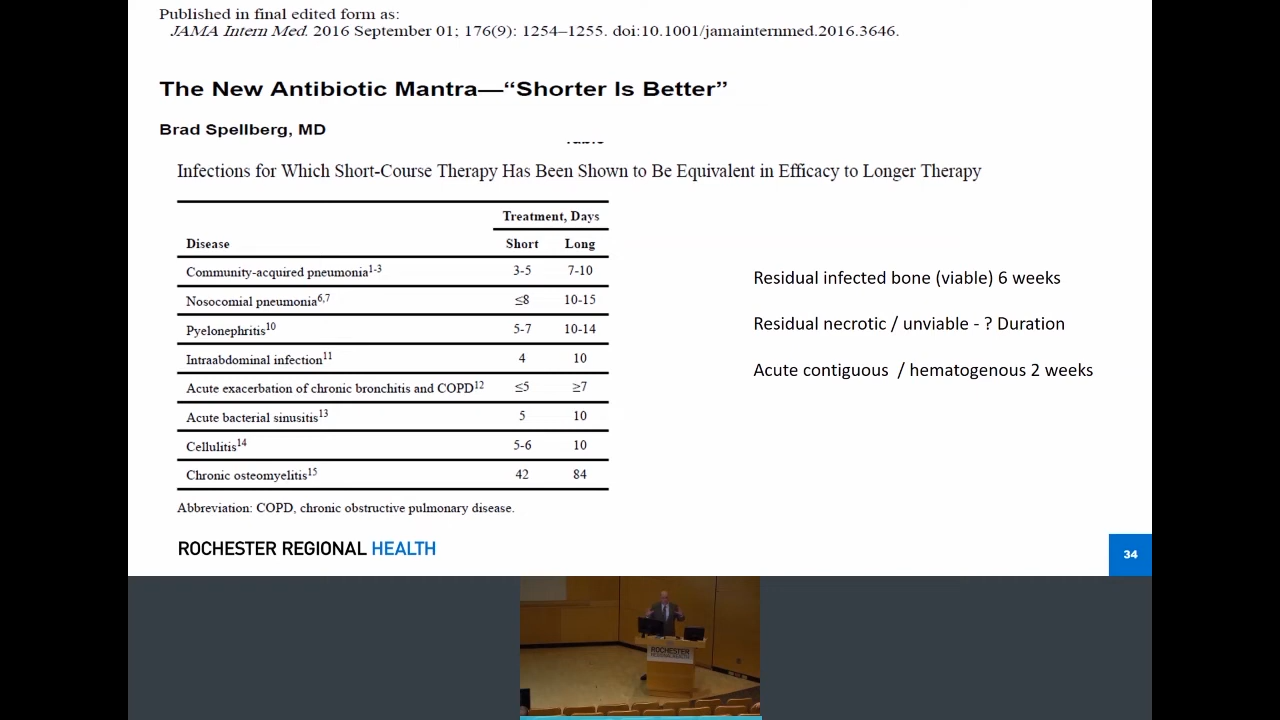 Published in final edited form as:
JAMA Intern Med. 2016 September 01; 176(9): 1254–1255. doi:10.1001/jamainternmed.2016.3646.
The New Antibiotic Mantra—“Shorter Is Better”
Brad Spellberg, MD
Infections for Which Short-Course Therapy Has Been Shown to Be Equivalent in Efficacy to Longer Therapy
Treatment, Days
Disease Short Long
Community-acquired pneumonia1-3 3-5 7-10
Nosocomial pneumonia6,7 ≤8 10-15
Pyelonephritis10 5-7 10-14
Intraabdominal infection11 4 10
Acute exacerbation of chronic bronchitis and COPD12 ≤5 ≥7
Acute bacterial sinusitis13 5 10
Cellulitis14 5-6 10
Chronic osteomyelitis15 42 84
Abbreviation: COPD, chronic obstructive pulmonary disease.
Residual infected bone (viable) 6 weeks
Residual necrotic / unviable - ? Duration
Acute contiguous / hematogenous 2 weeks
ROCHESTER REGIONAL HEALTH
34
ROCHESTER
REGIONAL HEALTH